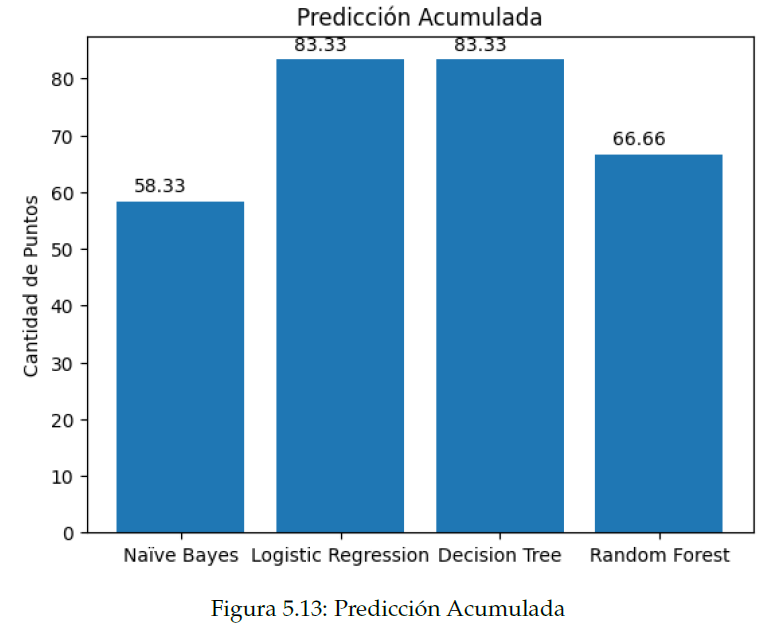 Predicción Acumulada
83.33
83.33
66.66
58.33
Cantidad de Puntos
80
70
60
50
40
30
20
10
0
Naïve Bayes
Logistic Regression
Decision Tree
Random Forest
Figura 5.13: Predicción Acumulada